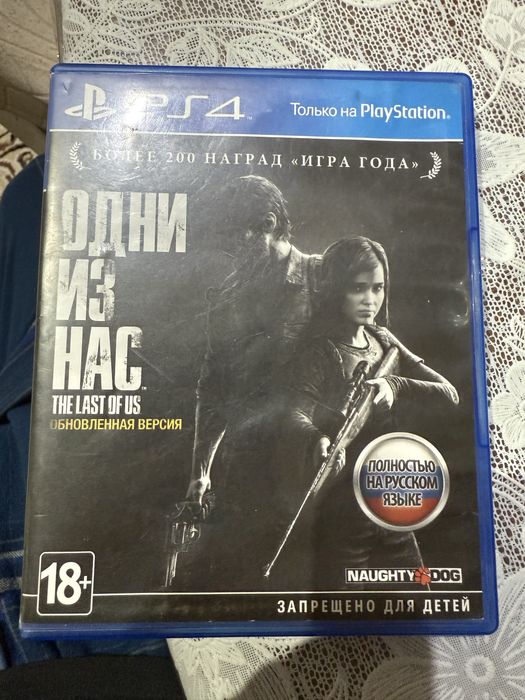 PS4
Только на PlayStation®
БОЛЕЕ 200 НАГРАД «ИГРА ГОДА»
ОДНИ
ИЗ
НАС™
THE LAST OF US
ОБНОВЛЕННАЯ ВЕРСИЯ
ПОЛНОСТЬЮ
НА РУССКОМ
ЯЗЫКЕ
NAUGHTY DOG
18+
ЗАПРЕЩЕНО ДЛЯ ДЕТЕЙ